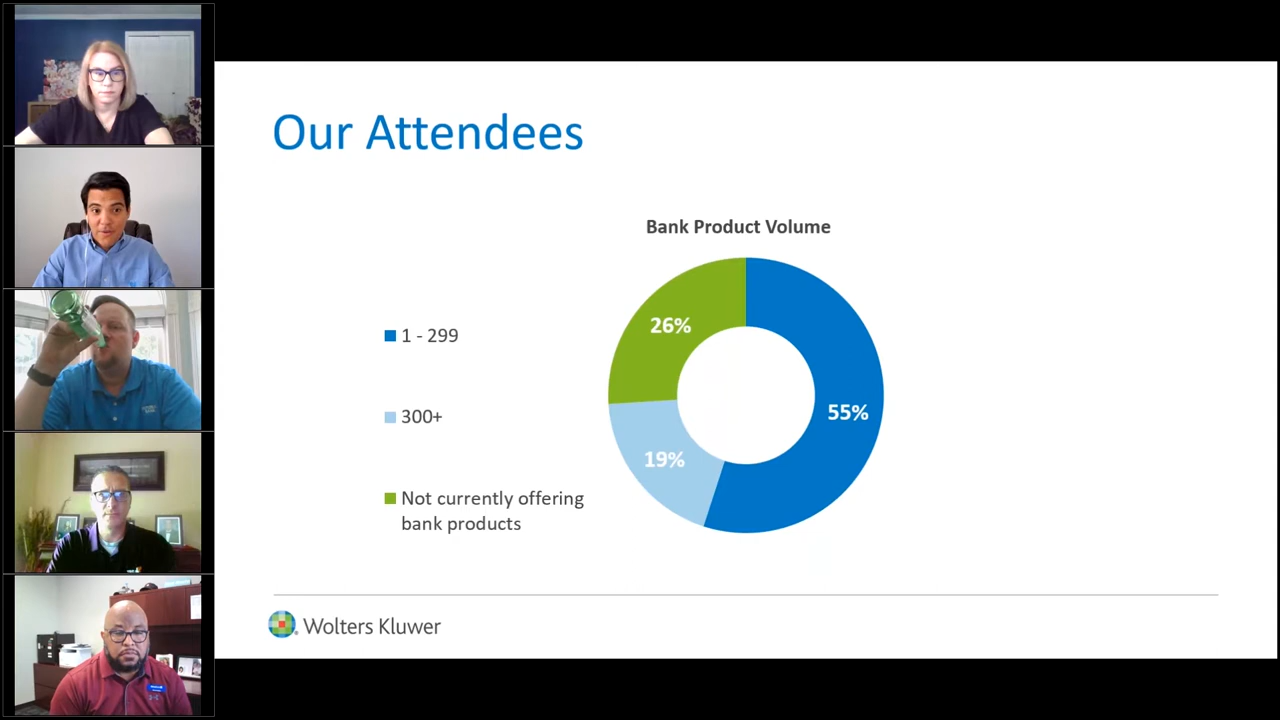 Our Attendees
Bank Product Volume
1 - 299
300+
Not currently offering
bank products
26%
19%
55%
Wolters Kluwer